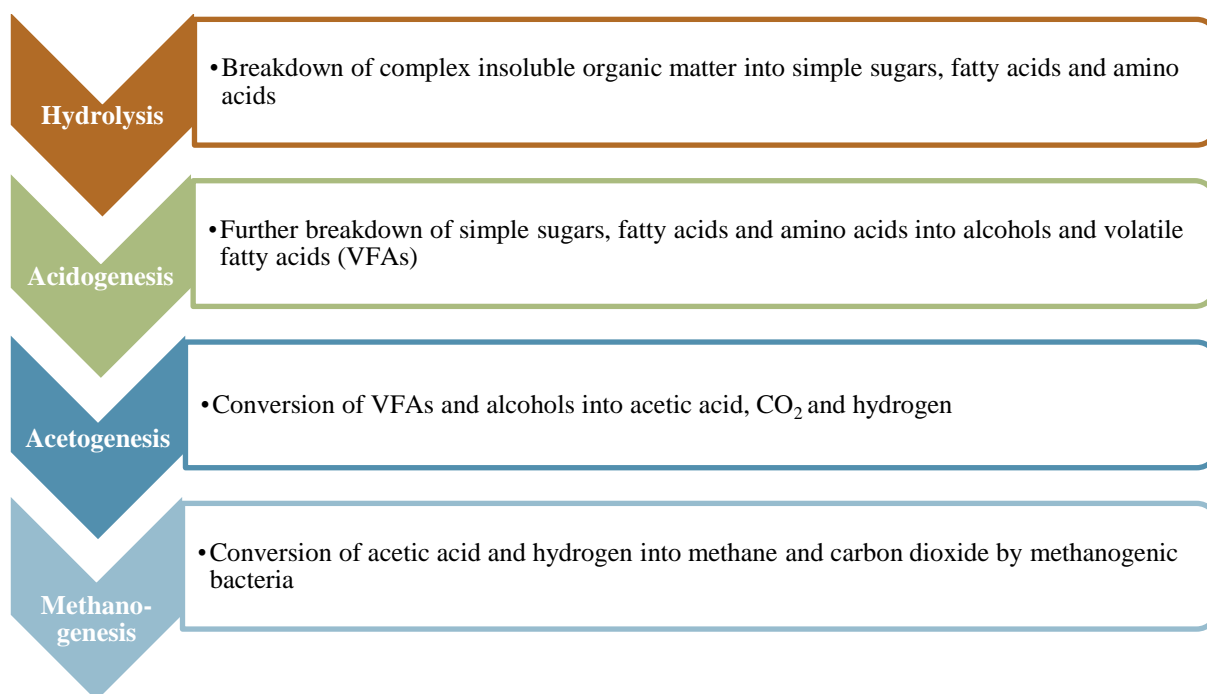 Hydrolysis
•Breakdown of complex insoluble organic matter into simple sugars, fatty acids and amino
acids
Acidogenesis
•Further breakdown of simple sugars, fatty acids and amino acids into alcohols and volatile
fatty acids (VFAs)
Acetogenesis
•Conversion of VFAs and alcohols into acetic acid, CO₂ and hydrogen
Methano-
genesis
•Conversion of acetic acid and hydrogen into methane and carbon dioxide by methanogenic
bacteria